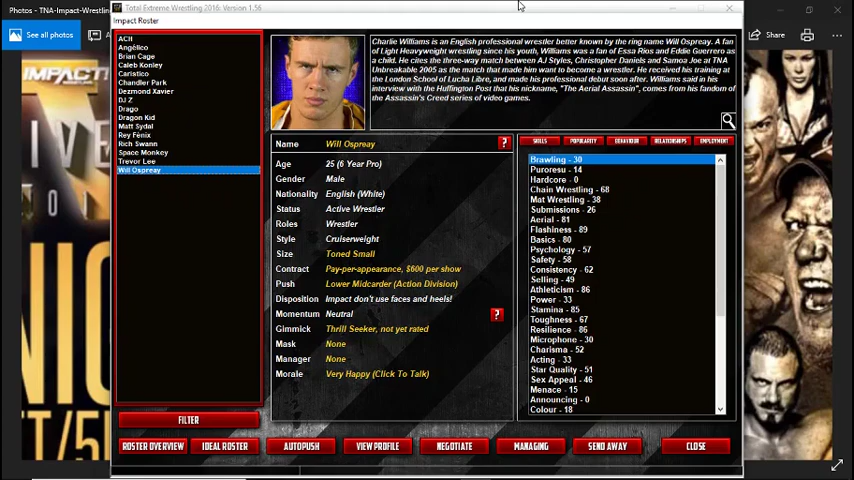 Photos - TNA-Impact-Wrestlin
Total Extreme Wrestling 2016: Version 1.56
Impact Roster
See all photos
A
Share
ACH
Angélico
Brian Cage
Caleb Konley
Caristico
Chandler Park
Dezmond Xavier
DJ Z
Drago
Dragon Kid
Matt Sydal
Rey Fénix
Rich Swann
Space Monkey
Trevor Lee
Will Ospreay
Charlie Williams is an English professional wrestler better known by the ring name Will Ospreay. A fan
of Light Heavyweight wrestling since his youth, Williams was a fan of Essa Rios and Eddie Guerrero as
a child. He cites the three-way match between AJ Styles, Christopher Daniels and Samoa Joe at TNA
Unbreakable 2005 as the match that made him want to become a wrestler. He received his training at
the London School of Lucha Libre, and made his professional debut soon after. Williams said in his
interview with the Huffington Post that his nickname, "The Aerial Assassin", comes from his fandom of
the Assassin's Creed series of video games.
Name Will Ospreay ?
Age 25 (6 Year Pro)
Gender Male
Nationality English (White)
Status Active Wrestler
Roles Wrestler
Style Cruiserweight
Size Toned Small
Contract Pay-per-appearance, $600 per show
Push Lower Midcarder (Action Division)
Disposition Impact don't use faces and heels!
Momentum Neutral ?
Gimmick Thrill Seeker, not yet rated
Mask None
Manager None
Morale Very Happy (Click To Talk)
SKILLS POPULARITY BEHAVIOUR RELATIONSHIPS EMPLOYMENT
Brawling - 30
Puroresu - 14
Hardcore - 0
Chain Wrestling - 68
Mat Wrestling - 38
Submissions - 26
Aerial - 81
Flashiness - 89
Basics - 80
Psychology - 57
Safety - 58
Consistency - 62
Selling - 49
Athleticism - 86
Power - 33
Stamina - 85
Toughness - 67
Resilience - 86
Microphone - 30
Charisma - 52
Acting - 33
Star Quality - 51
Sex Appeal - 46
Menace - 15
Announcing - 0
Colour - 18
FILTER
ROSTER OVERVIEW IDEAL ROSTER AUTOPUSH VIEW PROFILE NEGOTIATE MANAGING SEND AWAY CLOSE
IMPACT